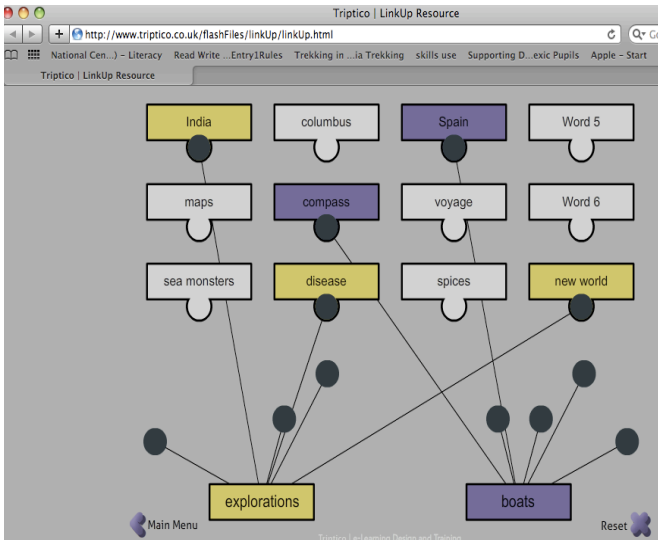 Triptico | LinkUp Resource
http://www.triptico.co.uk/flashFiles/linkUp/linkUp.html
National Cen...) – Literacy Read Write ...Entry1Rules Trekking in ...ia Trekking skills use Supporting D...exic Pupils Apple – Start
Triptico | LinkUp Resource
India columbus Spain Word 5
maps compass voyage Word 6
sea monsters disease spices new world
explorations boats
Main Menu Reset
Triptico | e-Learning Design and Training